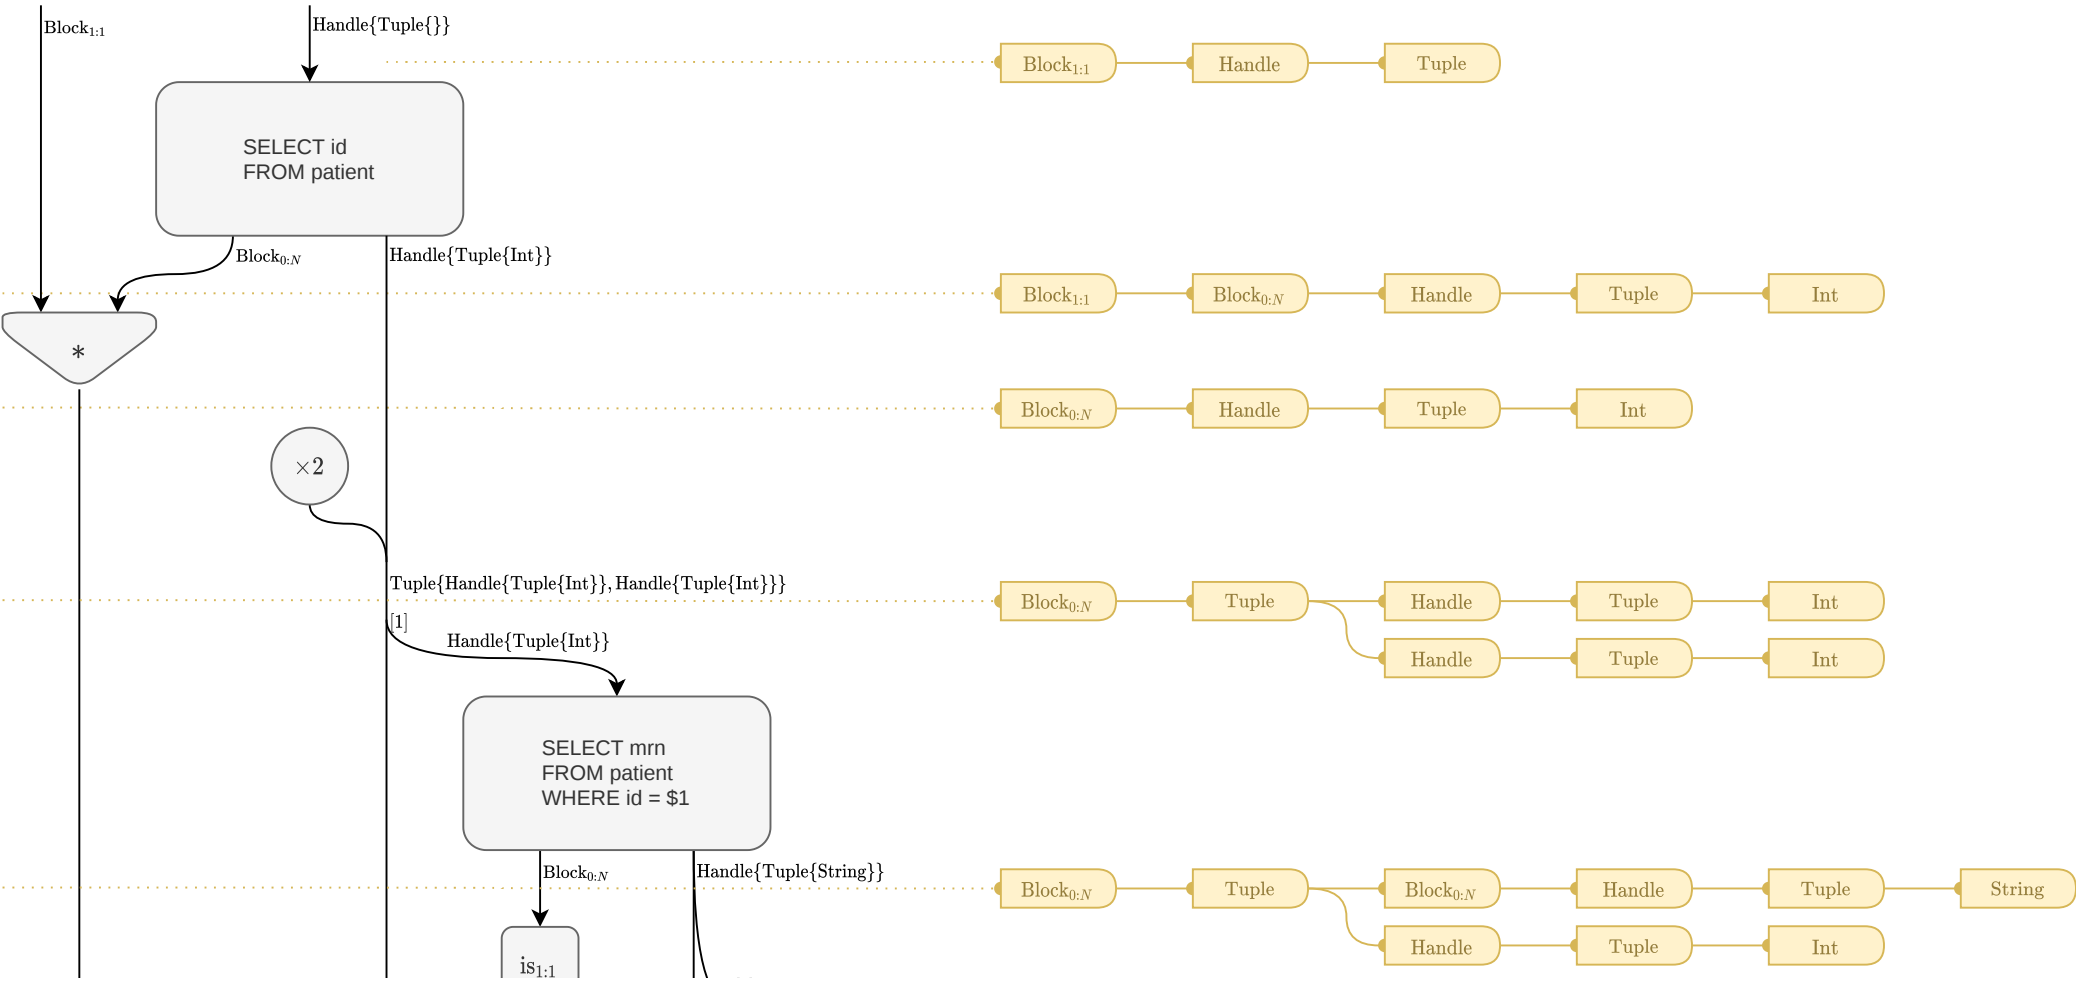 Block1:1
Handle{Tuple{}}
Block1:1 Handle Tuple
SELECT id
FROM patient
Block0:N
Handle{Tuple{Int}}
Block1:1 Block0:N Handle Tuple Int
*
Block0:N Handle Tuple Int
×2
Tuple{Handle{Tuple{Int}}, Handle{Tuple{Int}}}
Block0:N Tuple Handle Tuple Int
[1]
Handle{Tuple{Int}}
Handle Tuple Int
SELECT mrn
FROM patient
WHERE id = $1
Block0:N
Handle{Tuple{String}}
Block0:N Tuple Block0:N Handle Tuple String
Handle Tuple Int
is1:1